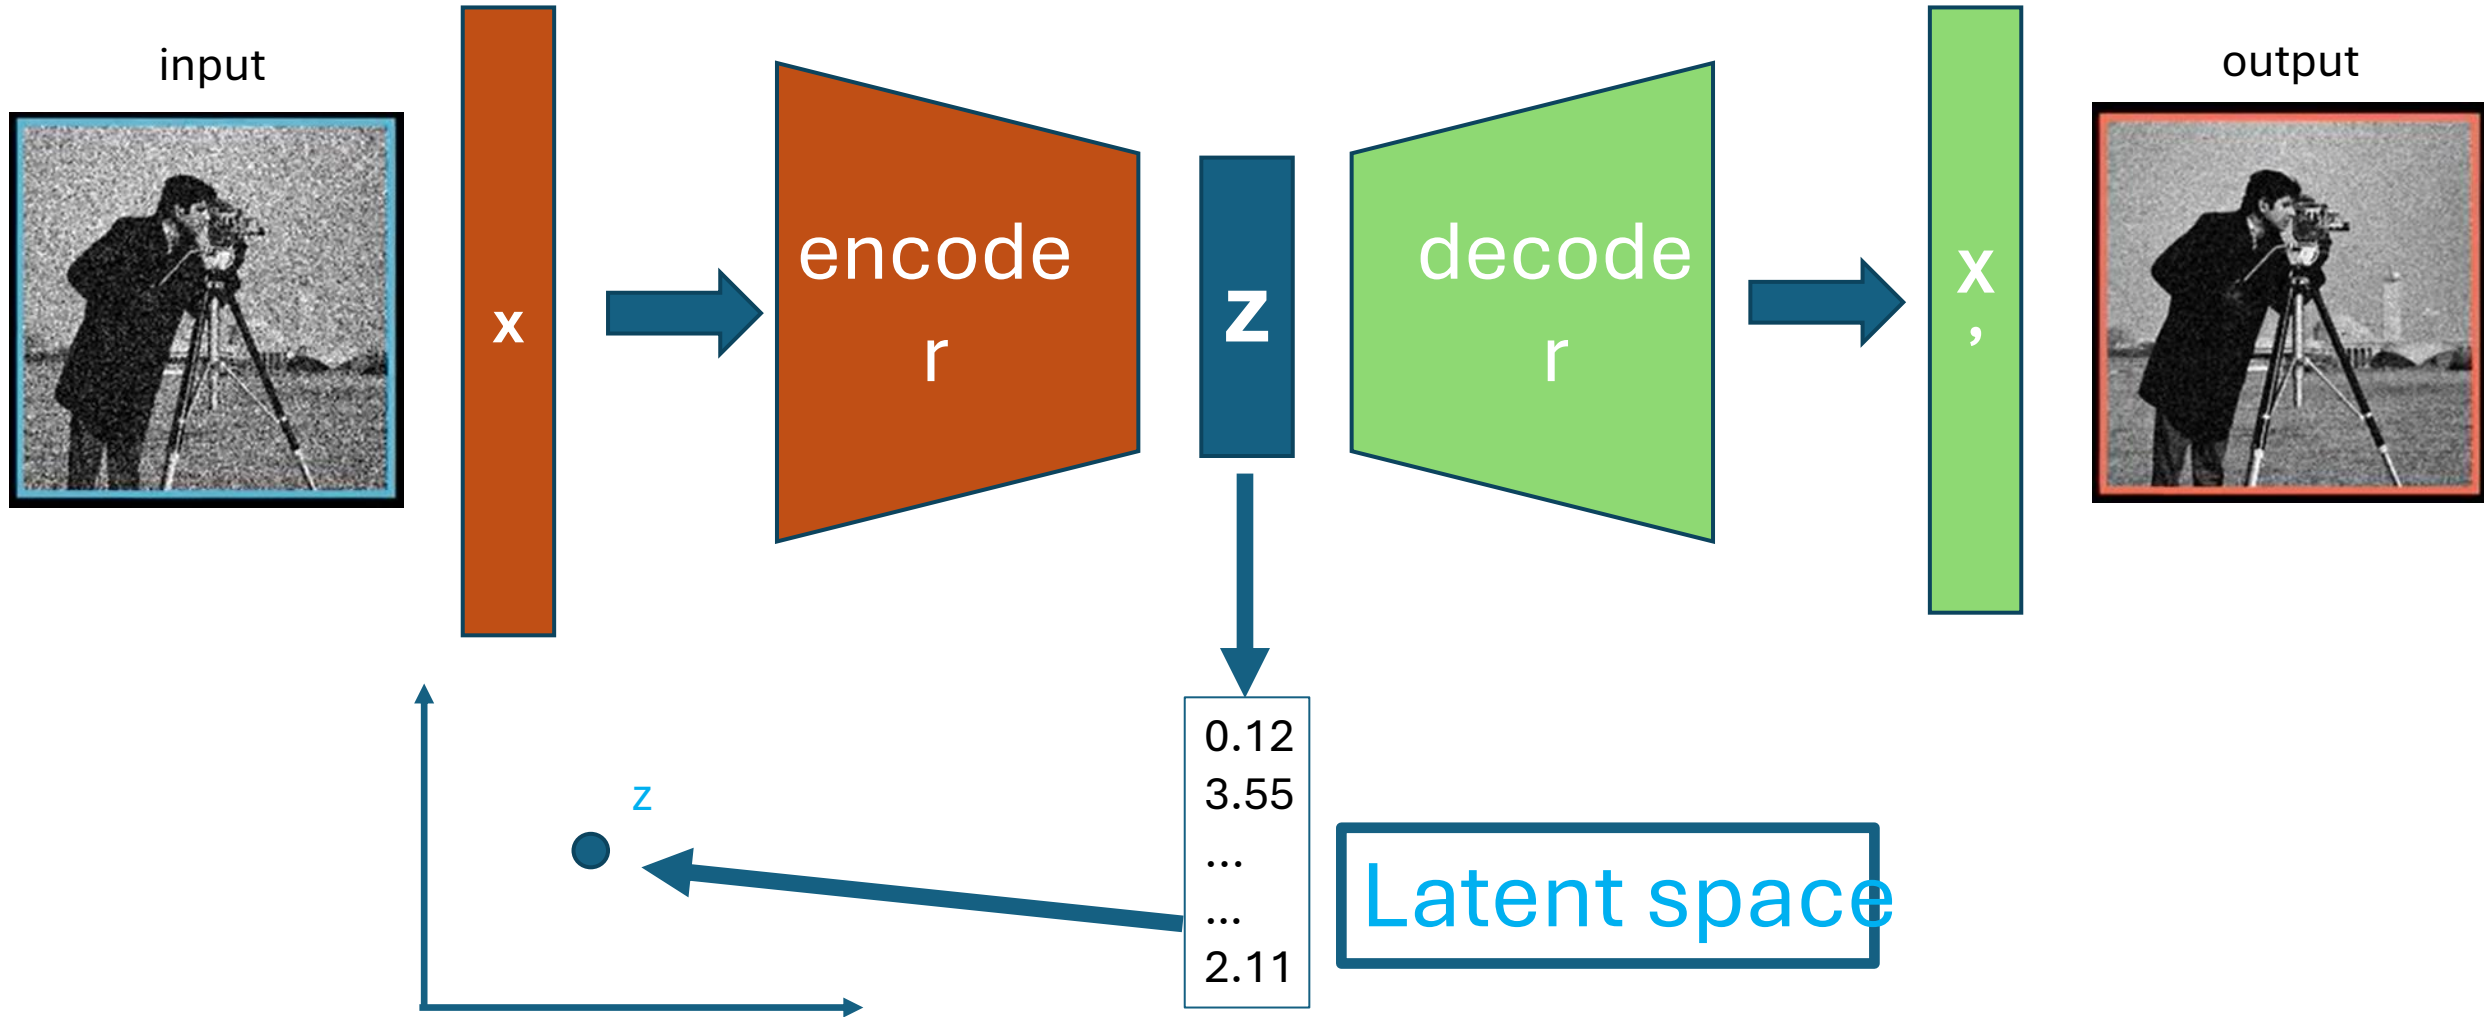 input
output
x
encode
r
z
decode
r
x
,
0.12
3.55
...
...
2.11
z
Latent space